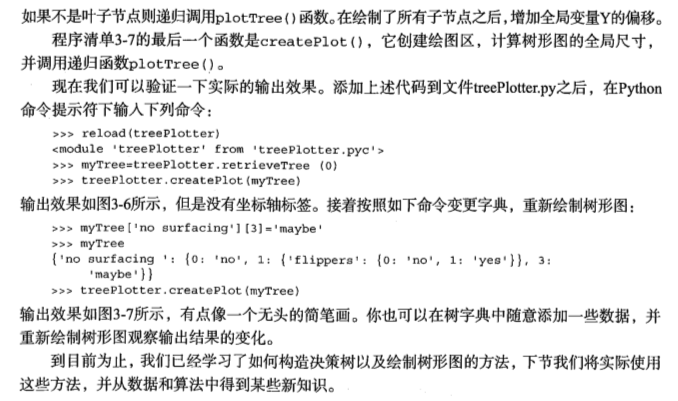 如果不是叶子节点则递归调用plotTree()函数。在绘制了所有子节点之后，增加全局变量Y的偏移。
程序清单3-7的最后一个函数是createPlot()，它创建绘图区，计算树形图的全局尺寸，
并调用递归函数plotTree()。
现在我们可以验证一下实际的输出效果。添加上述代码到文件treePlotter.py之后，在Python
命令提示符下输入下列命令：
>>> reload(treePlotter)
<module 'treePlotter' from 'treePlotter.pyc'>
>>> myTree=treePlotter.retrieveTree (0)
>>> treePlotter.createPlot(myTree)
输出效果如图3-6所示，但是没有坐标轴标签。接着按照如下命令变更字典，重新绘制树形图：
>>> myTree['no surfacing'][3]='maybe'
>>> myTree
{'no surfacing ': {0: 'no', 1: {'flippers': {0: 'no', 1: 'yes'}}, 3:
'maybe'}}
>>> treePlotter.createPlot(myTree)
输出效果如图3-7所示，有点像一个无头的简笔画。你也可以在树字典中随意添加一些数据，并
重新绘制树形图观察输出结果的变化。
到目前为止，我们已经学习了如何构造决策树以及绘制树形图的方法，下节我们将实际使用
这些方法，并从数据和算法中得到某些新知识。